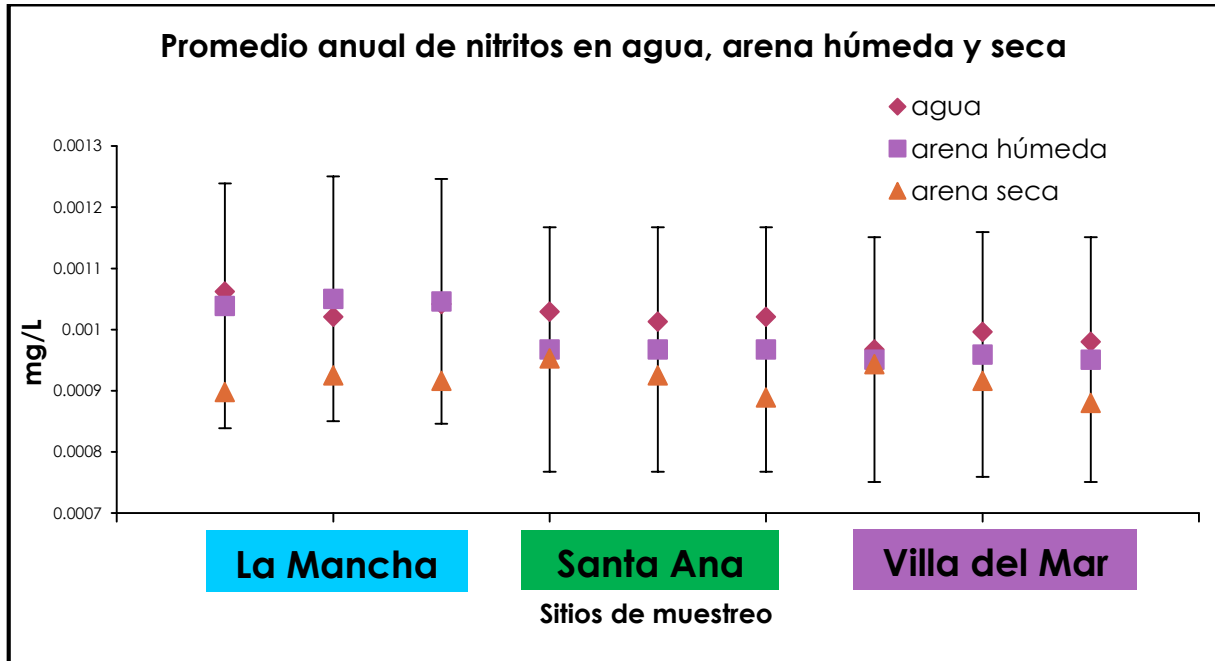 Promedio anual de nitritos en agua, arena húmeda y seca
agua
arena húmeda
arena seca
0.0013
0.0012
0.0011
0.001
0.0009
0.0008
0.0007
mg/L
La Mancha
Santa Ana
Villa del Mar
Sitios de muestreo